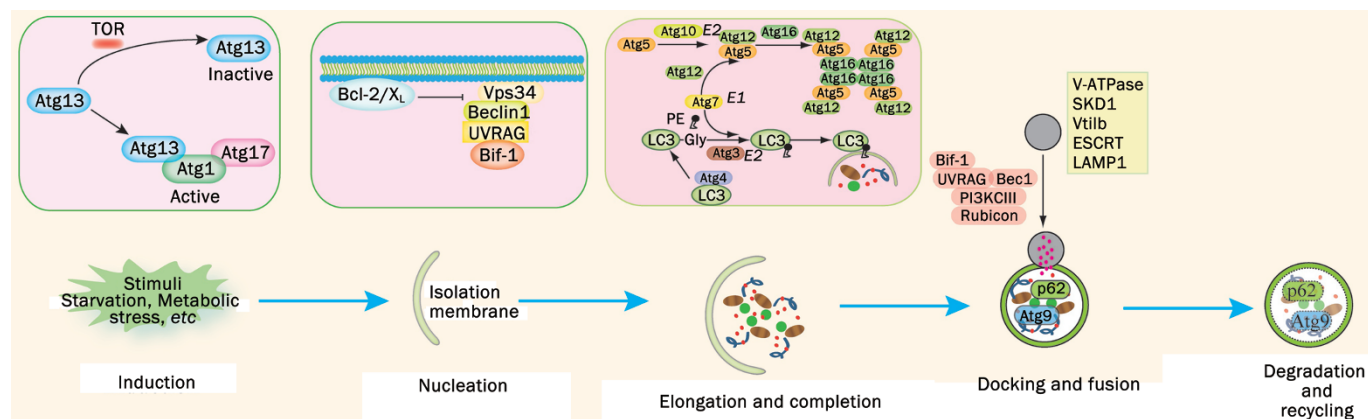 TOR
Atg13
Inactive
Atg13
Atg13
Atg17
Atg1
Active
Bcl-2/XL
Vps34
Beclin1
UVRAG
Bif-1
Atg10 E2
Atg5
Atg12
Atg5
Atg16
Atg12
Atg5
Atg16
Atg16
Atg5
Atg12
Atg12
Atg5
Atg16
Atg16
Atg5
Atg12
Atg12
Atg7 E1
PE
LC3 Gly
Atg3 E2
LC3
LC3
Atg4
LC3
V-ATPase
SKD1
Vtilb
ESCRT
LAMP1
Bif-1
UVRAG Bec1
PI3KCIII
Rubicon
Stimuli
Starvation, Metabolic
stress, etc
Isolation
membrane
p62
Atg9
p62
Atg9
Induction
Nucleation
Elongation and completion
Docking and fusion
Degradation
and
recycling